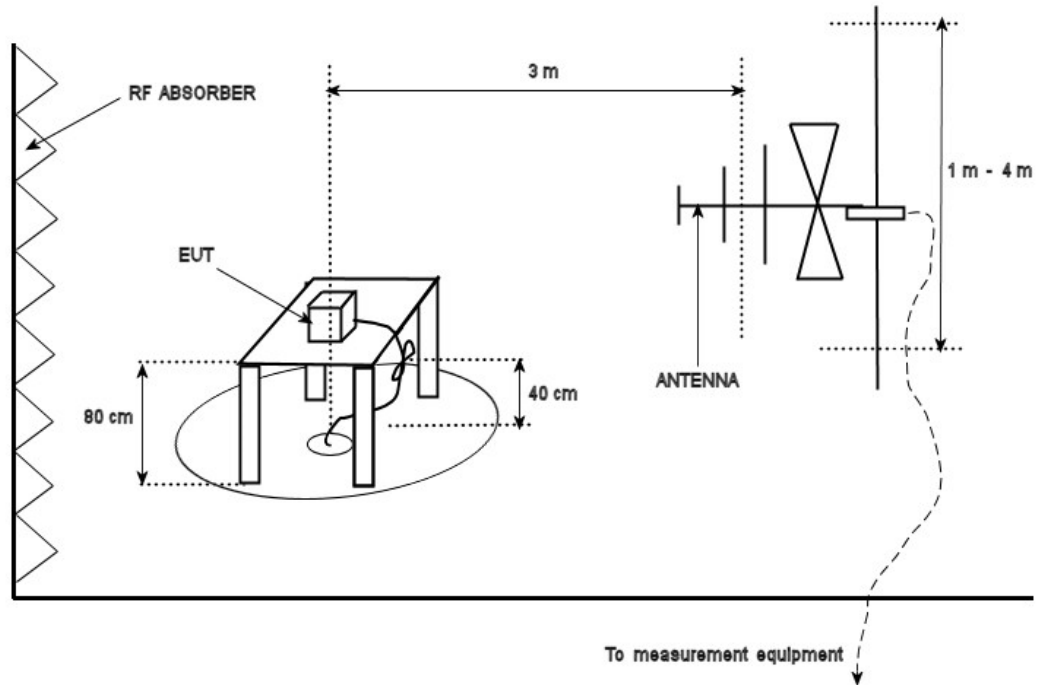 3 m
RF ABSORBER
1 m - 4 m
EUT
ANTENNA
40 cm
80 cm
To measurement equipment